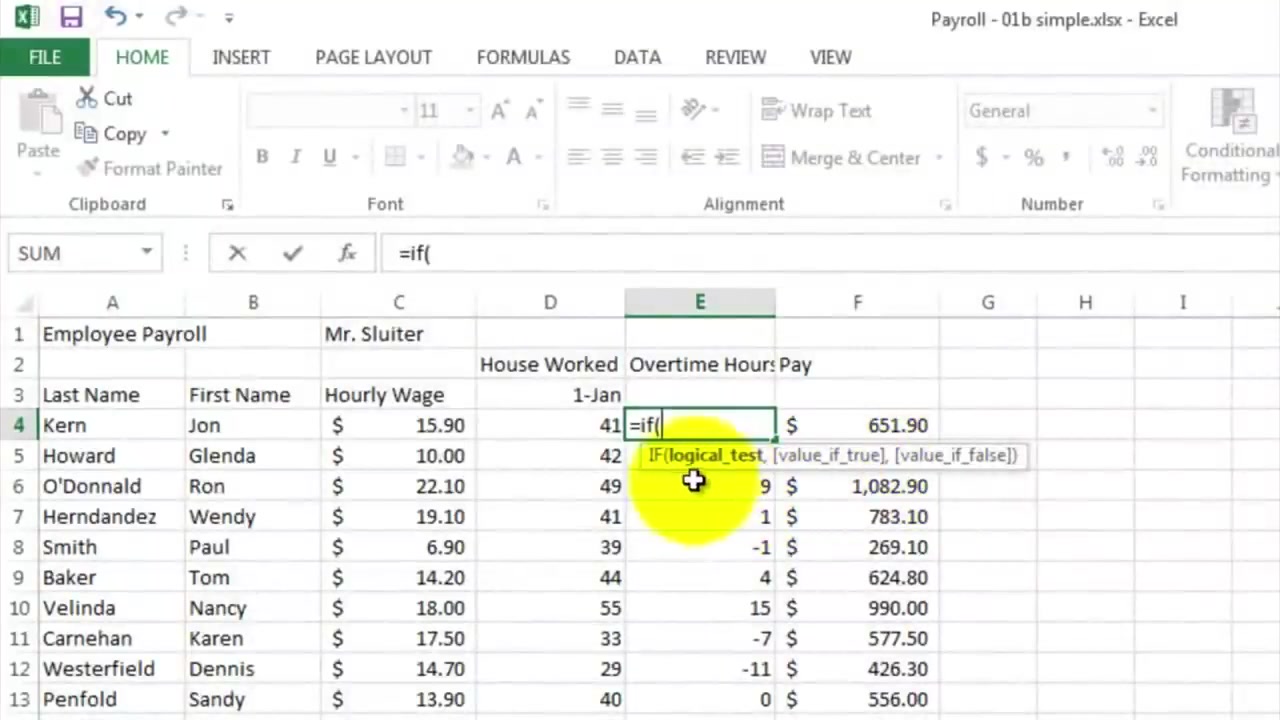 Payroll - 01b simple.xlsx - Excel
FILE HOME INSERT PAGE LAYOUT FORMULAS DATA REVIEW VIEW
Cut
Copy
Format Painter
Paste
11 A A
B I U A
Wrap Text
Merge & Center
General
$ % ,
Conditional
Formatting
Clipboard Font Alignment Number
SUM fx =if(
A B C D E F G H I
1 Employee Payroll Mr. Sluiter
2 House Worked Overtime Hours Pay
3 Last Name First Name Hourly Wage 1-Jan
4 Kern Jon $ 15.90 41 =if( $ 651.90
5 Howard Glenda $ 10.00 42 IF(logical_test, [value_if_true], [value_if_false])
6 O'Donnald Ron $ 22.10 49 9 $ 1,082.90
7 Herndandez Wendy $ 19.10 41 1 $ 783.10
8 Smith Paul $ 6.90 39 -1 $ 269.10
9 Baker Tom $ 14.20 44 4 $ 624.80
10 Velinda Nancy $ 18.00 55 15 $ 990.00
11 Carnehan Karen $ 17.50 33 -7 $ 577.50
12 Westerfield Dennis $ 14.70 29 -11 $ 426.30
13 Penfold Sandy $ 13.90 40 0 $ 556.00